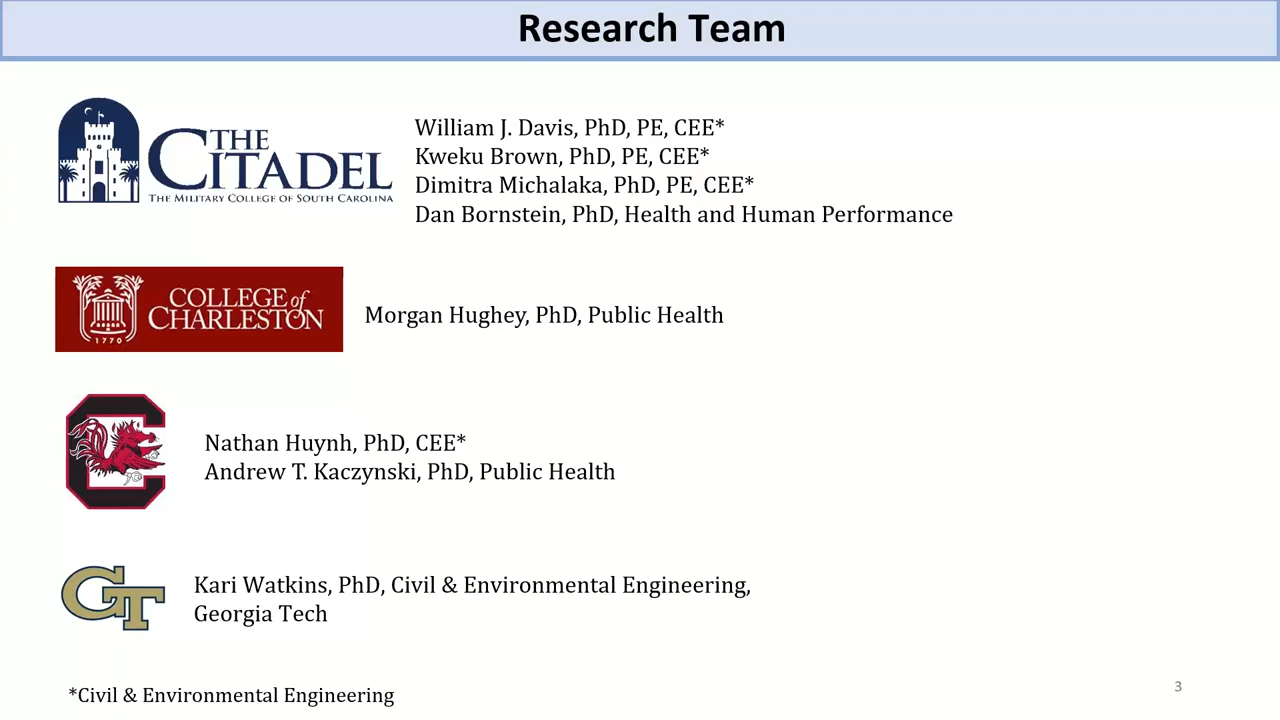 Research Team
THE
CITADEL
THE MILITARY COLLEGE OF SOUTH CAROLINA
William J. Davis, PhD, PE, CEE*
Kweku Brown, PhD, PE, CEE*
Dimitra Michalaka, PhD, PE, CEE*
Dan Bornstein, PhD, Health and Human Performance
COLLEGE of
CHARLESTON
1770
Morgan Hughey, PhD, Public Health
C
Nathan Huynh, PhD, CEE*
Andrew T. Kaczynski, PhD, Public Health
GT
Kari Watkins, PhD, Civil & Environmental Engineering,
Georgia Tech
*Civil & Environmental Engineering
3